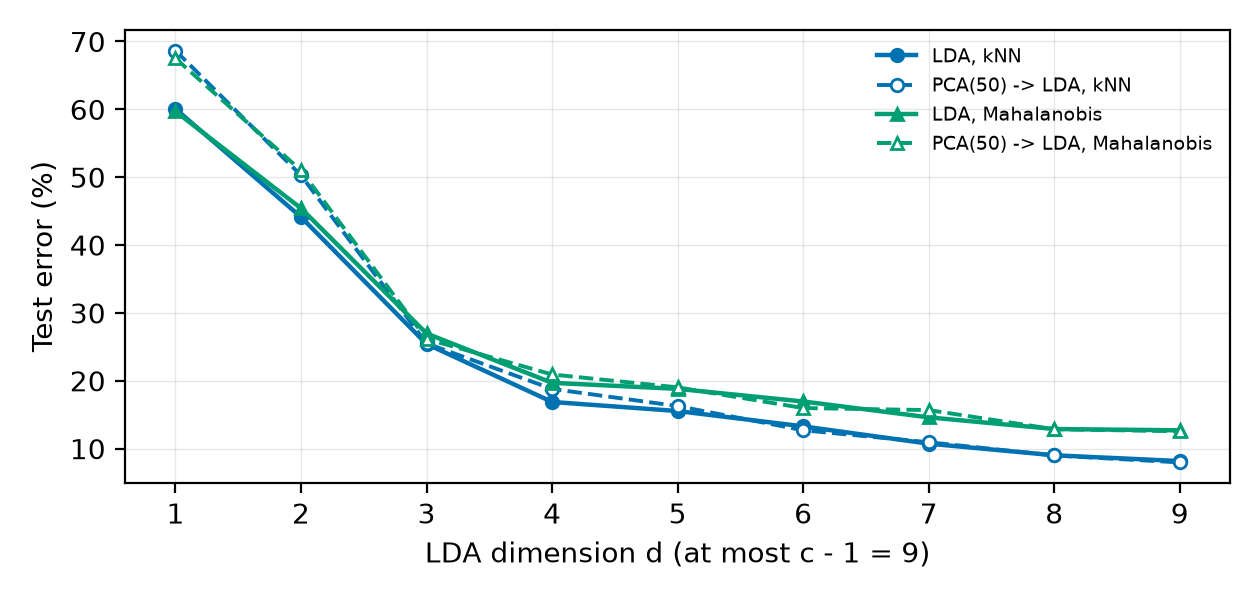 70
60
50
40
30
20
10
Test error (%)
LDA, kNN
PCA(50) -> LDA, kNN
LDA, Mahalanobis
PCA(50) -> LDA, Mahalanobis
1 2 3 4 5 6 7 8 9
LDA dimension d (at most c - 1 = 9)